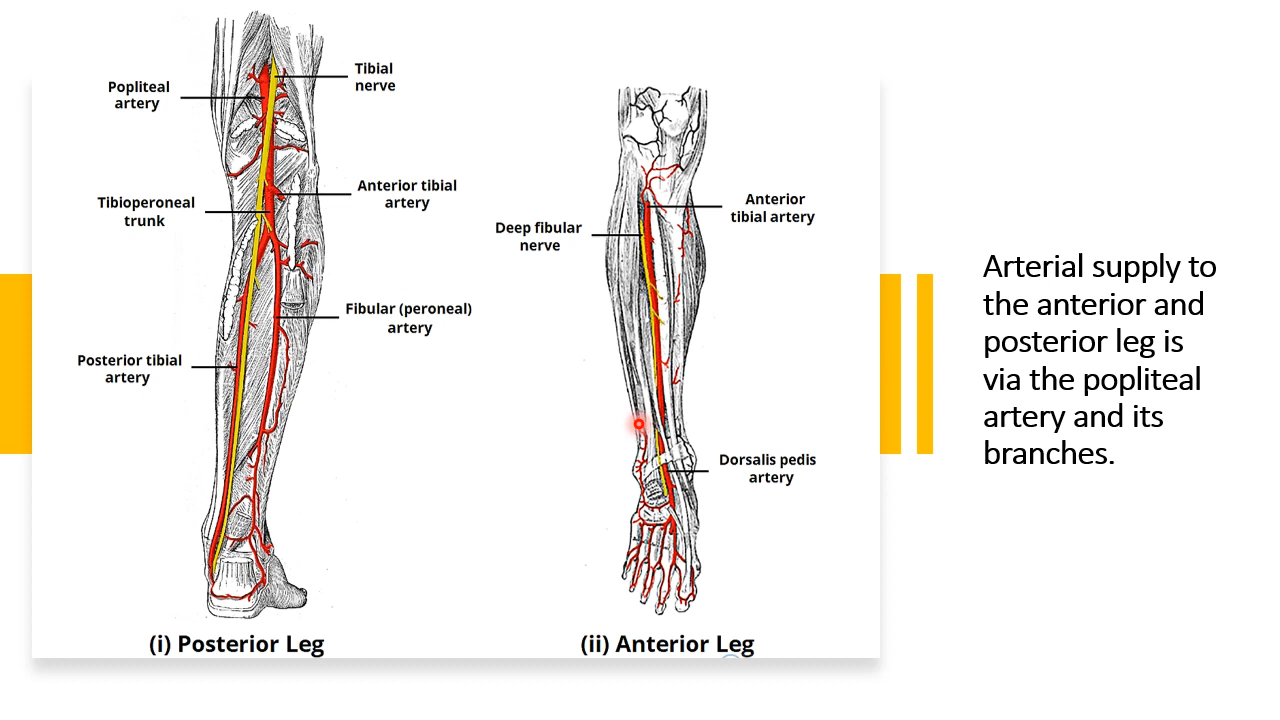 Popliteal
artery
Tibial
nerve
Tibioperoneal
trunk
Anterior tibial
artery
Fibular (peroneal)
artery
Posterior tibial
artery
(i) Posterior Leg
Anterior
tibial artery
Deep fibular
nerve
Dorsalis pedis
artery
(ii) Anterior Leg
Arterial supply to
the anterior and
posterior leg is
via the popliteal
artery and its
branches.